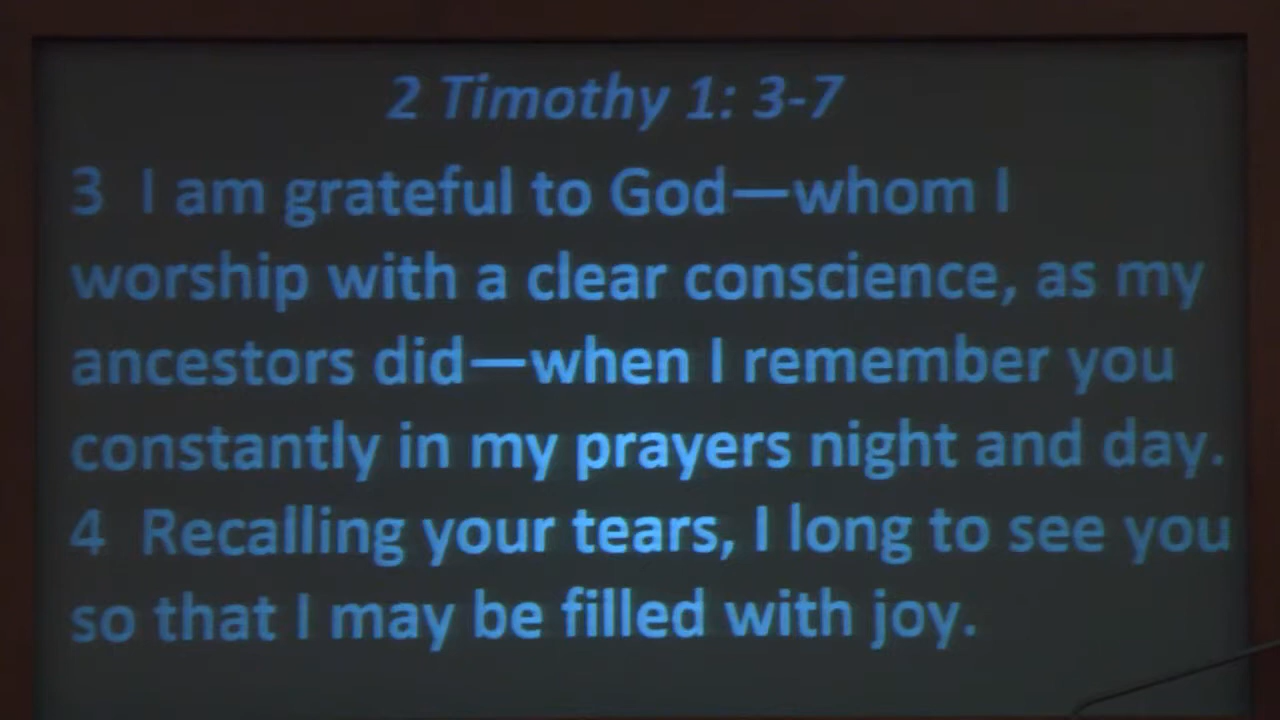 2 Timothy 1: 3-7
3 I am grateful to God—whom I
worship with a clear conscience, as my
ancestors did—when I remember you
constantly in my prayers night and day.
4 Recalling your tears, I long to see you
so that I may be filled with joy.